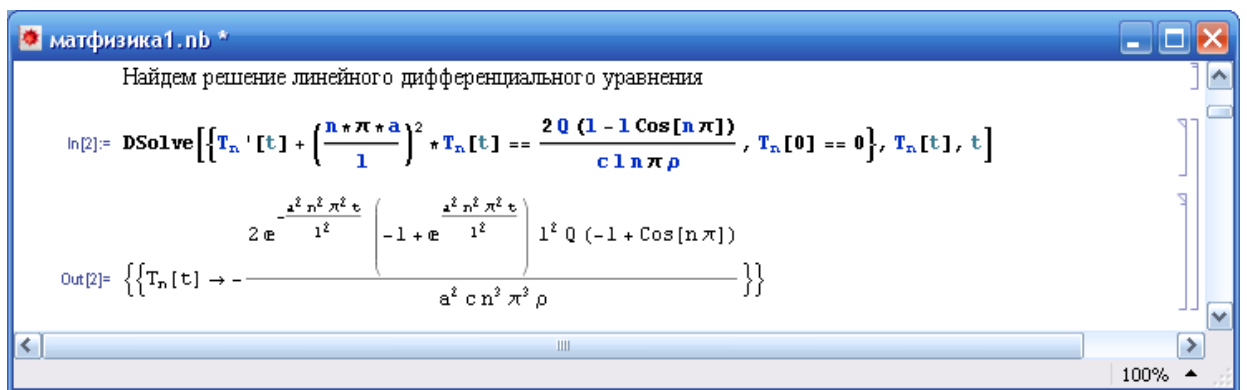 матфизика1.nb *
Найдем решение линейного дифференциального уравнения
In[2]:= DSolve[{Tₙ '[t] + ((n * π * a)/l)² * Tₙ[t] == (2 Q (l - l Cos[n π]))/(c l n π ρ), Tₙ[0] == 0}, Tₙ[t], t]
Out[2]= {{Tₙ[t] → -(2 e^(-(a² n² π² t)/l²) (-1 + e^((a² n² π² t)/l²)) l² Q (-1 + Cos[n π]))/(a² c n³ π³ ρ)}}
100%